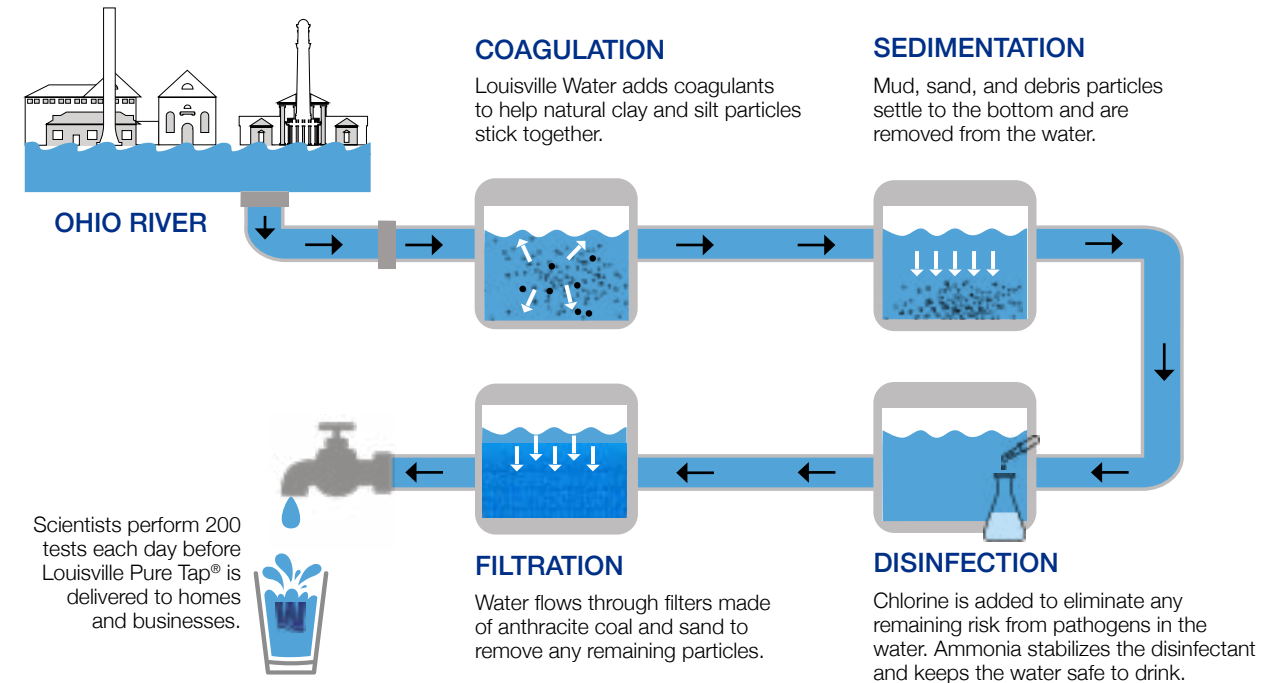 OHIO RIVER
COAGULATION
Louisville Water adds coagulants
to help natural clay and silt particles
stick together.
SEDIMENTATION
Mud, sand, and debris particles
settle to the bottom and are
removed from the water.
DISINFECTION
Chlorine is added to eliminate any
remaining risk from pathogens in the
water. Ammonia stabilizes the disinfectant
and keeps the water safe to drink.
FILTRATION
Water flows through filters made
of anthracite coal and sand to
remove any remaining particles.
Scientists perform 200
tests each day before
Louisville Pure Tap® is
delivered to homes
and businesses.
W